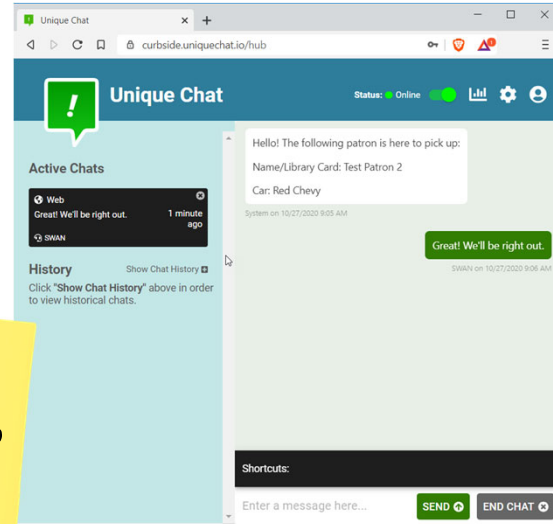 Unique Chat
curbside.uniquechat.io/hub
Unique Chat
Status: Online
Active Chats
Web
Great! We'll be right out.
1 minute
ago
SWAN
History
Show Chat History
Click "Show Chat History" above in order
to view historical chats.
Hello! The following patron is here to pick up:
Name/Library Card: Test Patron 2
Car: Red Chevy
System on 10/27/2020 9:05 AM
Great! We'll be right out.
SWAN on 10/27/2020 9:06 AM
Shortcuts:
Enter a message here...
SEND
END CHAT